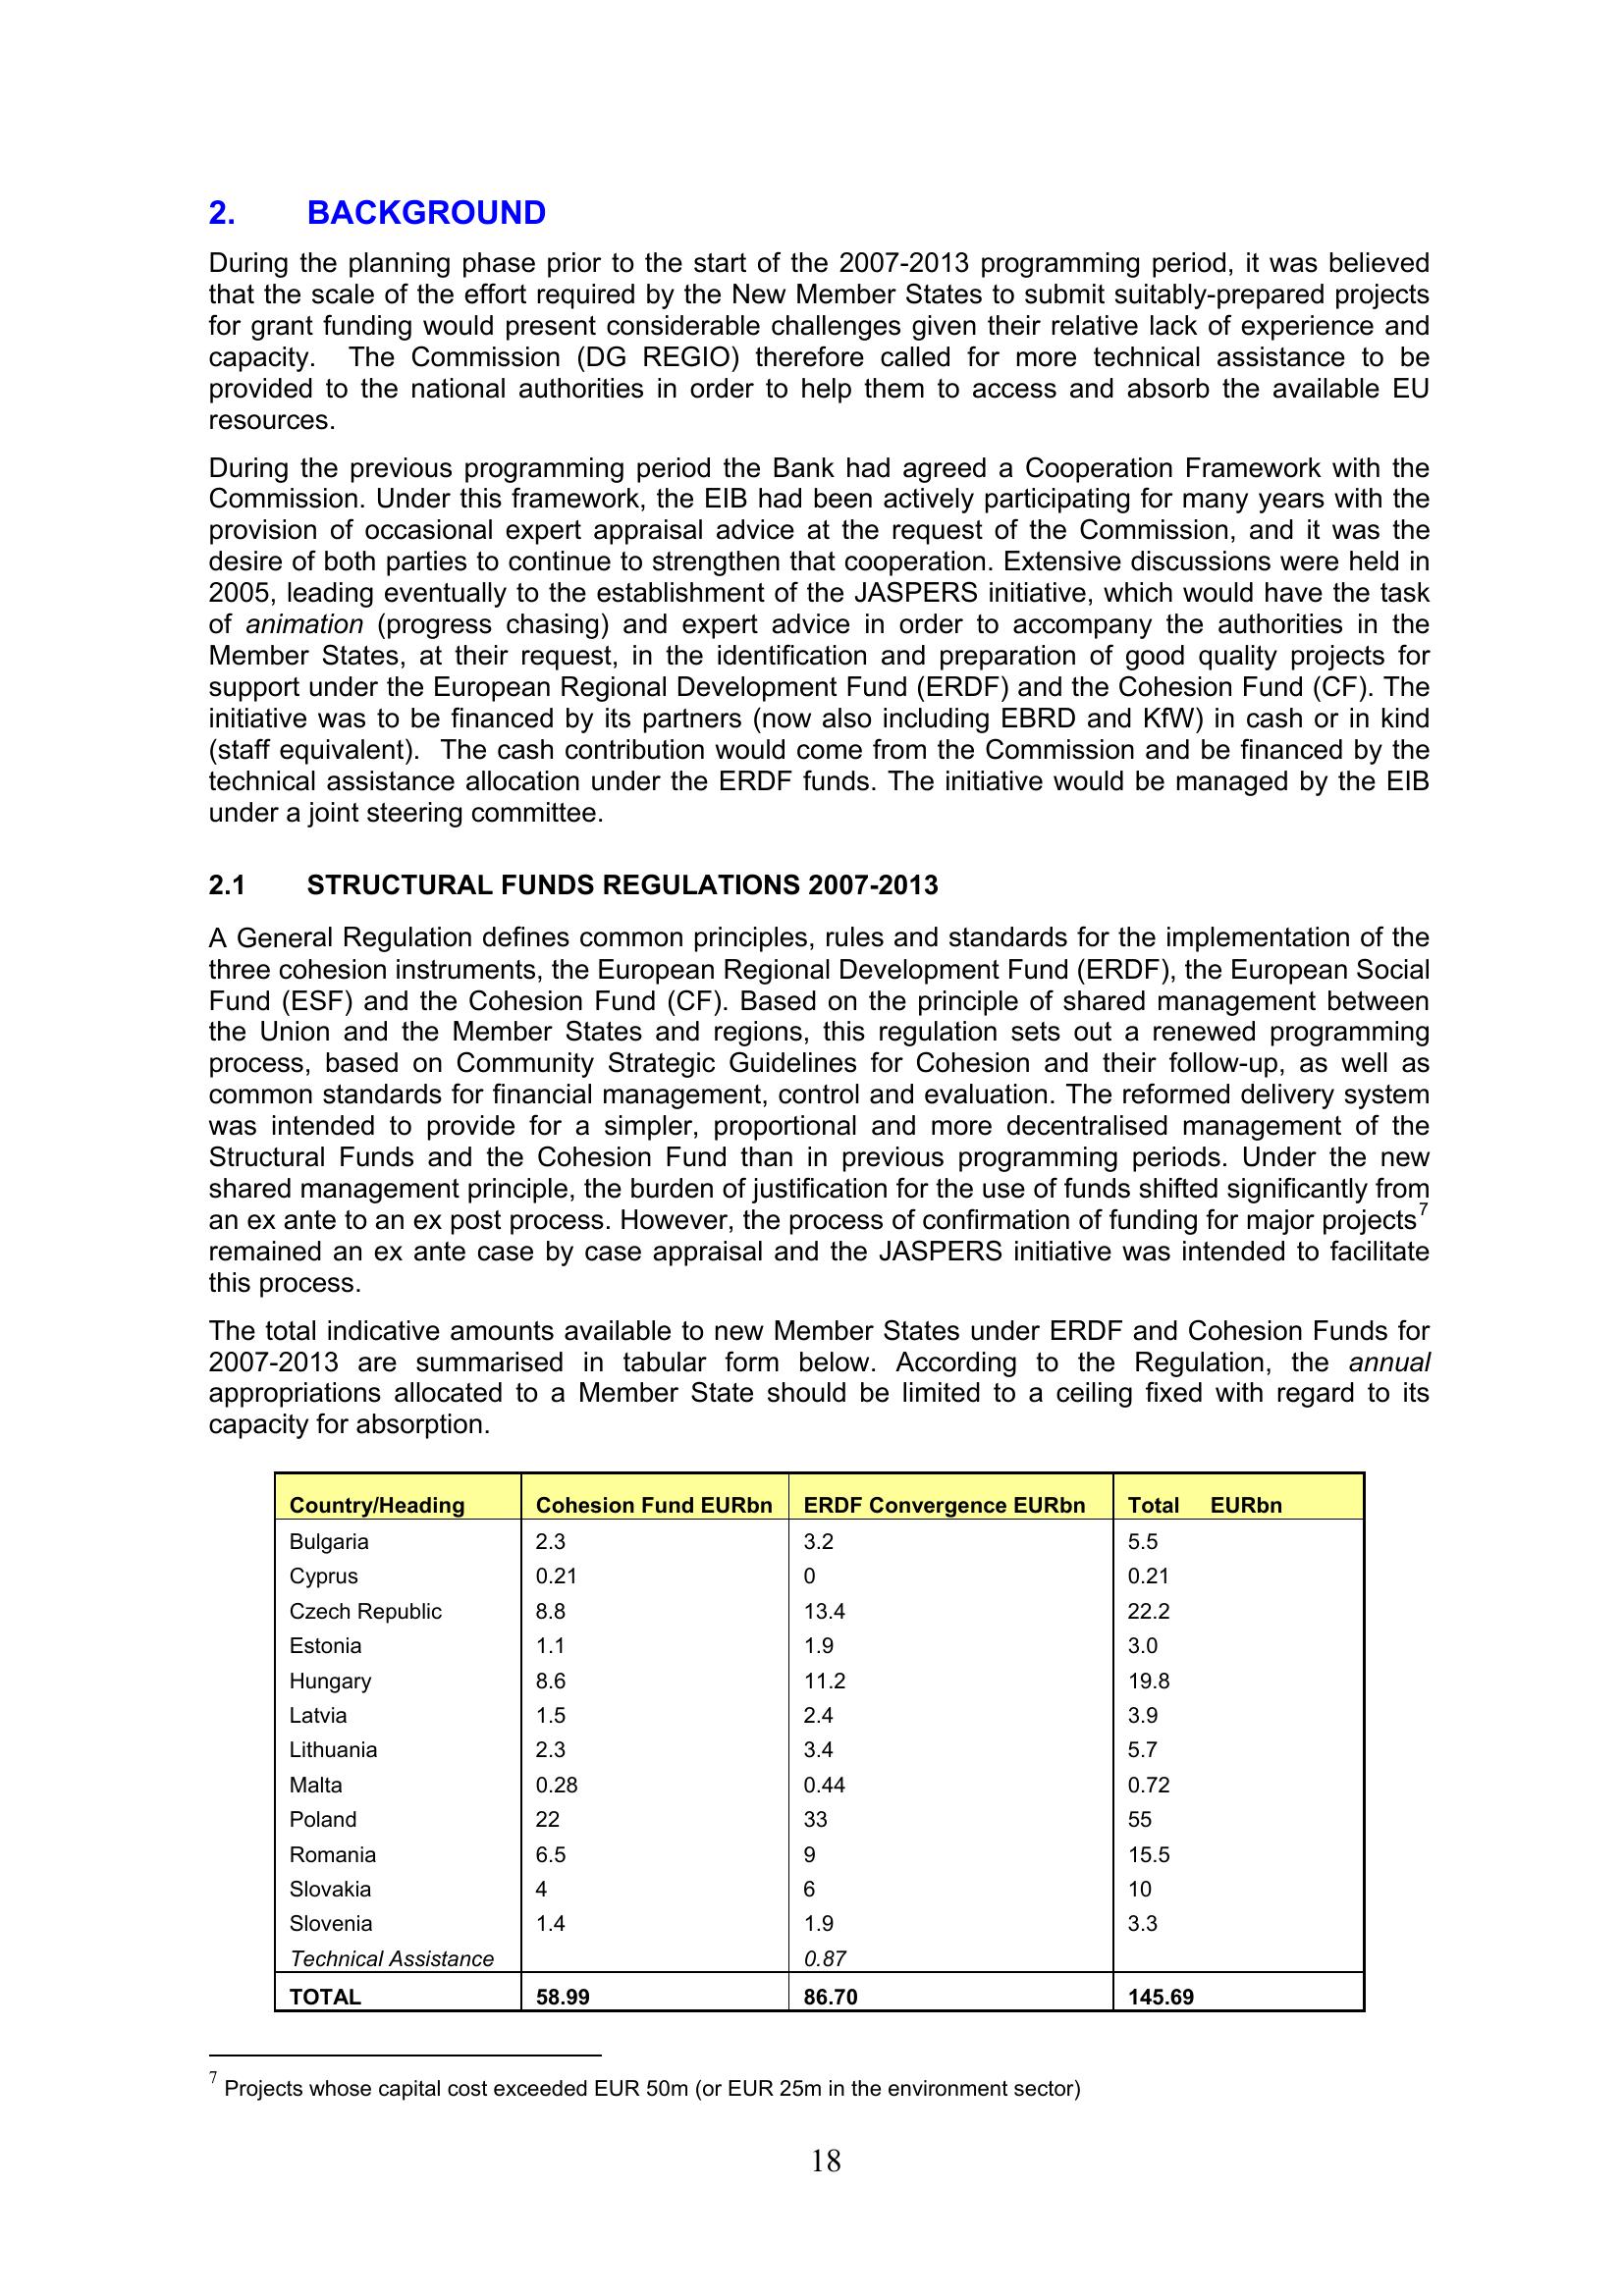 2. BACKGROUND
During the planning phase prior to the start of the 2007-2013 programming period, it was believed
that the scale of the effort required by the New Member States to submit suitably-prepared projects
for grant funding would present considerable challenges given their relative lack of experience and
capacity. The Commission (DG REGIO) therefore called for more technical assistance to be
provided to the national authorities in order to help them to access and absorb the available EU
resources.
During the previous programming period the Bank had agreed a Cooperation Framework with the
Commission. Under this framework, the EIB had been actively participating for many years with the
provision of occasional expert appraisal advice at the request of the Commission, and it was the
desire of both parties to continue to strengthen that cooperation. Extensive discussions were held in
2005, leading eventually to the establishment of the JASPERS initiative, which would have the task
of animation (progress chasing) and expert advice in order to accompany the authorities in the
Member States, at their request, in the identification and preparation of good quality projects for
support under the European Regional Development Fund (ERDF) and the Cohesion Fund (CF). The
initiative was to be financed by its partners (now also including EBRD and KfW) in cash or in kind
(staff equivalent). The cash contribution would come from the Commission and be financed by the
technical assistance allocation under the ERDF funds. The initiative would be managed by the EIB
under a joint steering committee.
2.1 STRUCTURAL FUNDS REGULATIONS 2007-2013
A General Regulation defines common principles, rules and standards for the implementation of the
three cohesion instruments, the European Regional Development Fund (ERDF), the European Social
Fund (ESF) and the Cohesion Fund (CF). Based on the principle of shared management between
the Union and the Member States and regions, this regulation sets out a renewed programming
process, based on Community Strategic Guidelines for Cohesion and their follow-up, as well as
common standards for financial management, control and evaluation. The reformed delivery system
was intended to provide for a simpler, proportional and more decentralised management of the
Structural Funds and the Cohesion Fund than in previous programming periods. Under the new
shared management principle, the burden of justification for the use of funds shifted significantly from
an ex ante to an ex post process. However, the process of confirmation of funding for major projects7
remained an ex ante case by case appraisal and the JASPERS initiative was intended to facilitate
this process.
The total indicative amounts available to new Member States under ERDF and Cohesion Funds for
2007-2013 are summarised in tabular form below. According to the Regulation, the annual
appropriations allocated to a Member State should be limited to a ceiling fixed with regard to its
capacity for absorption.
Country/Heading Cohesion Fund EURbn ERDF Convergence EURbn Total EURbn
Bulgaria 2.3 3.2 5.5
Cyprus 0.21 0 0.21
Czech Republic 8.8 13.4 22.2
Estonia 1.1 1.9 3.0
Hungary 8.6 11.2 19.8
Latvia 1.5 2.4 3.9
Lithuania 2.3 3.4 5.7
Malta 0.28 0.44 0.72
Poland 22 33 55
Romania 6.5 9 15.5
Slovakia 4 6 10
Slovenia 1.4 1.9 3.3
Technical Assistance 0.87
TOTAL 58.99 86.70 145.69
7 Projects whose capital cost exceeded EUR 50m (or EUR 25m in the environment sector)
18